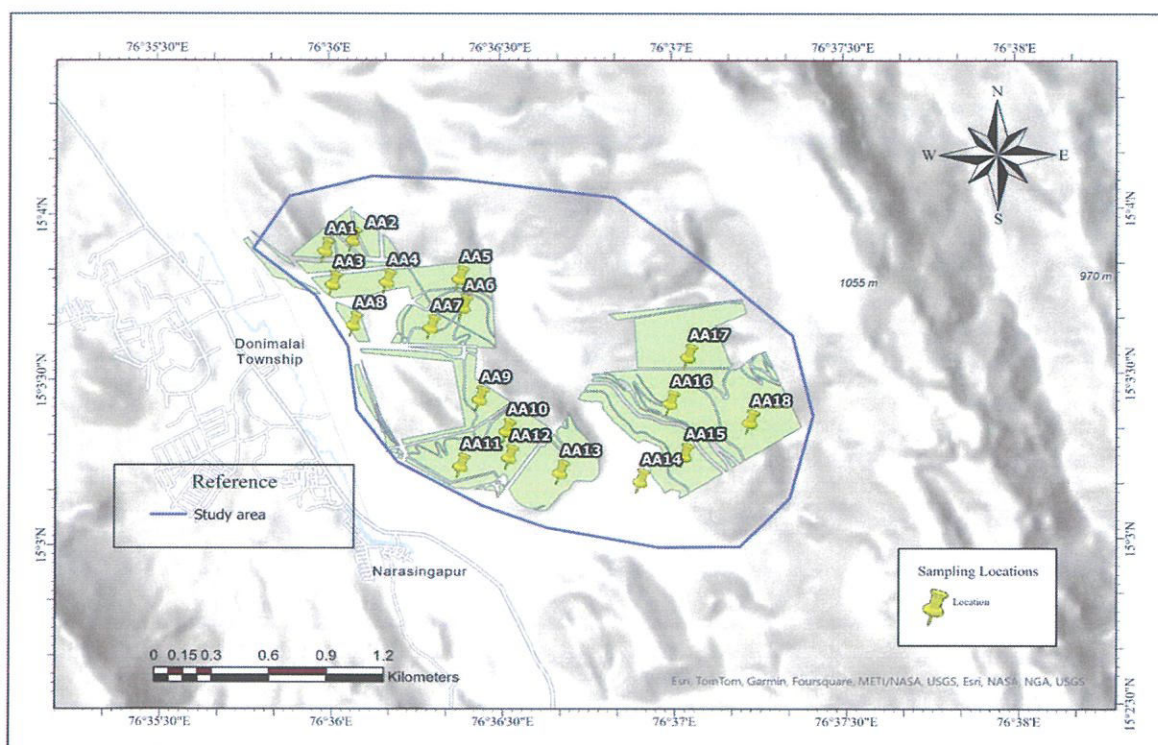 76°35'30"E 76°36'E 76°36'30"E 76°37'E 76°37'30"E 76°38'E
N
W E
S
15°4'N 15°4'N
AA1 AA2
AA3 AA4 AA5
AA6
AA8 AA7
1055 m 970 m
Donimalai
Township
AA17
15°3'30"N 15°3'30"N
AA9 AA16
AA10 AA18
AA11 AA12 AA13 AA15
AA14
Reference
Study area
15°3'N 15°3'N
Narasingapur
Sampling Locations
Location
0 0.15 0.3 0.6 0.9 1.2
Kilometers
Esri, TomTom, Garmin, Foursquare, METI/NASA, USGS, Esri, NASA, NGA, USGS
15°2'30"N
76°35'30"E 76°36'E 76°36'30"E 76°37'E 76°37'30"E 76°38'E